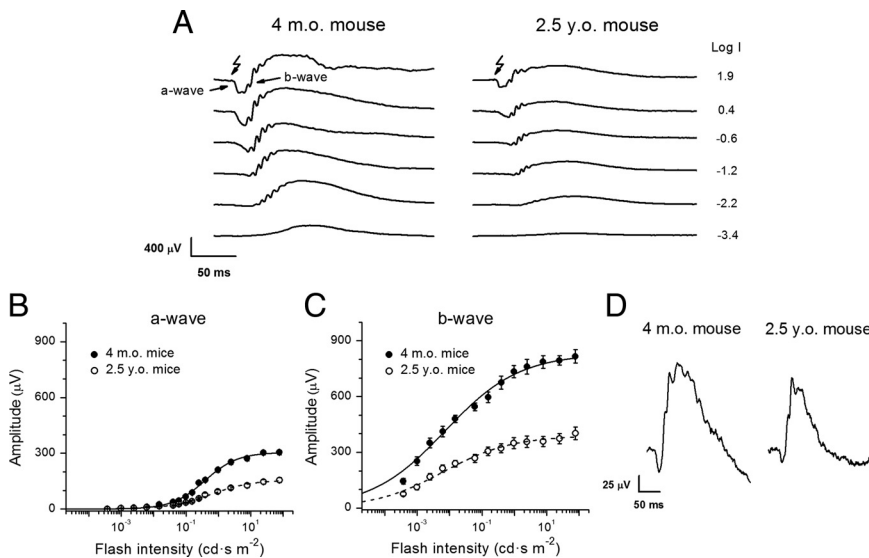 A
4 m.o. mouse
2.5 y.o. mouse
Log I
a-wave
b-wave
1.9
0.4
-0.6
-1.2
-2.2
-3.4
400 µV
50 ms
B
a-wave
900
600
300
0
Amplitude (µV)
4 m.o. mice
2.5 y.o. mice
10⁻³
10⁻¹
10¹
Flash intensity (cd·s m⁻²)
C
b-wave
900
600
300
0
Amplitude (µV)
4 m.o. mice
2.5 y.o. mice
10⁻³
10⁻¹
10¹
Flash intensity (cd·s m⁻²)
D
4 m.o. mouse
2.5 y.o. mouse
25 µV
50 ms